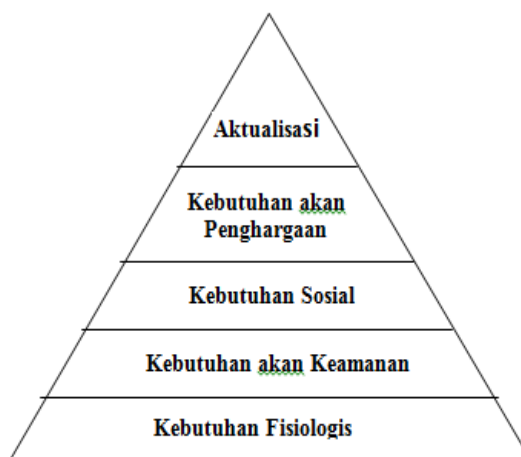 Aktualisasi
Kebutuhan akan
Penghargaan
Kebutuhan Sosial
Kebutuhan akan Keamanan
Kebutuhan Fisiologis